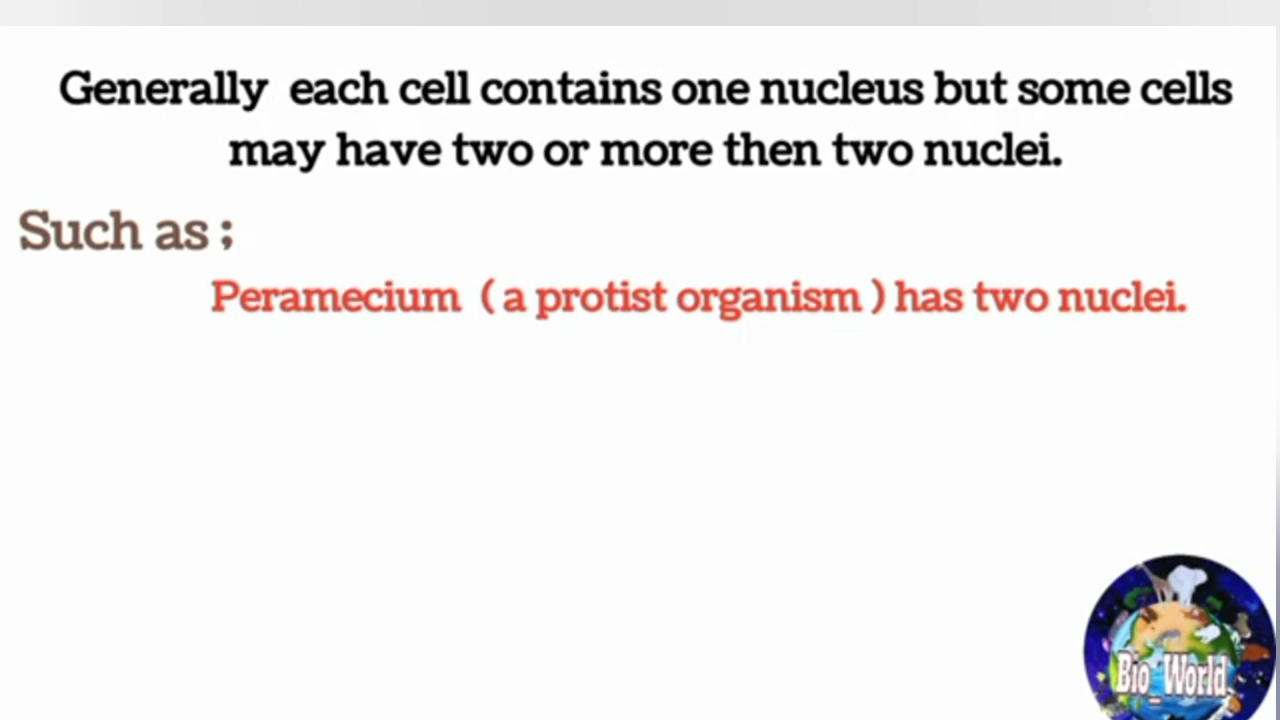 Generally each cell contains one nucleus but some cells
may have two or more then two nuclei.
Such as ;
Peramecium ( a protist organism ) has two nuclei.
Bio_World